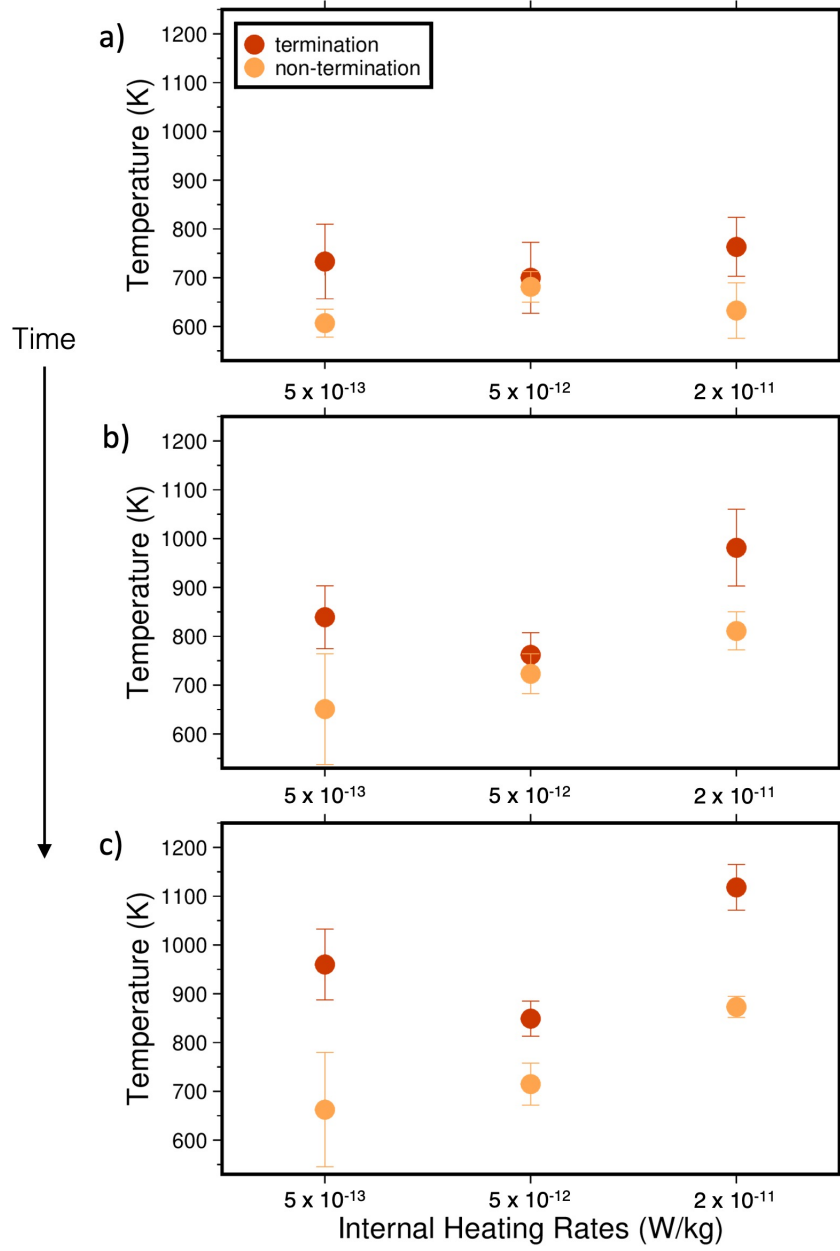 a)
Temperature (K)
1200
1100
1000
900
800
700
600
termination
non-termination
5 x 10⁻¹³ 5 x 10⁻¹² 2 x 10⁻¹¹
Time
b)
Temperature (K)
1200
1100
1000
900
800
700
600
5 x 10⁻¹³ 5 x 10⁻¹² 2 x 10⁻¹¹
c)
Temperature (K)
1200
1100
1000
900
800
700
600
5 x 10⁻¹³ 5 x 10⁻¹² 2 x 10⁻¹¹
Internal Heating Rates (W/kg)